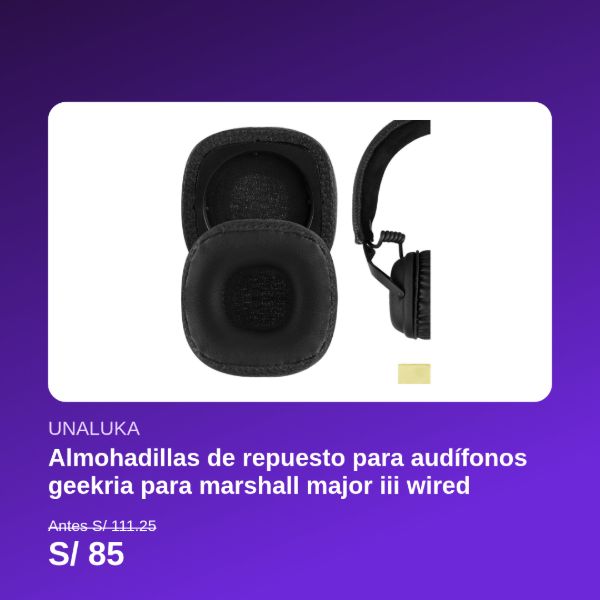 UNALUKA
Almohadillas de repuesto para audífonos
geekria para marshall major iii wired
Antes S/ 111.25
S/ 85